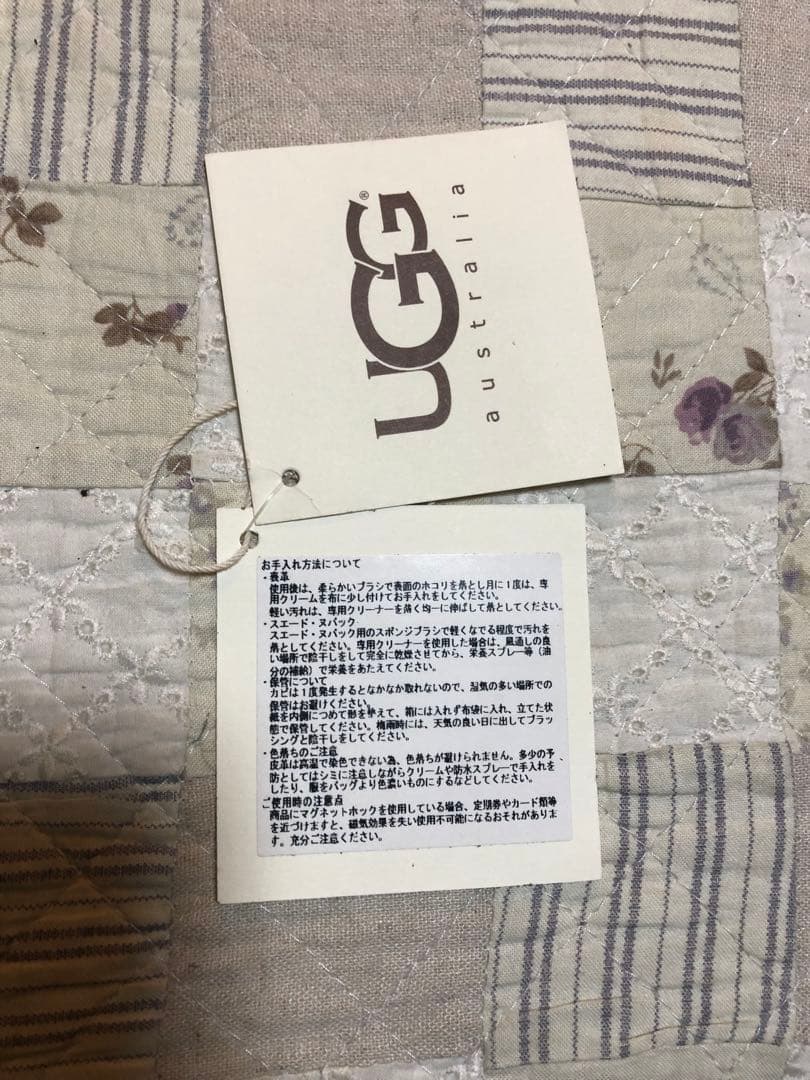 UGG®
australia
お手入れ方法について
・表革
使用後は、柔らかいブラシで表面のホコリを落とし月に1度は、専
用クリームを布に少し付けてお手入れをしてください。
軽い汚れは、専用クリーナーを薄く均一に伸ばして落としてください。
・スエード・ヌバック
スエード・ヌバック用のスポンジブラシで軽くなでる程度で汚れを
落としてください。専用クリーナーを使用した場合は、風通しの良
い場所で陰干しをして完全に乾燥させてから、栄養スプレー等（油
分の補給）で栄養をあたえてください。
・保管について
カビは1度発生するとなかなか取れないので、湿気の多い場所での
保管はお避けください。
紙を内側につめて形を整えて、箱には入れず布袋に入れ、立てた状
態で保管してください。梅雨時には、天気の良い日に出してブラッ
シングと陰干しをしてください。
・色落ちのご注意
皮革は高温で染色できない為、色落ちが避けられません。多少の予
防としてはシミに注意しながらクリームや防水スプレーで手入れを
したり、服をバッグより色濃いものにするなどしてください。
ご使用時の注意点
商品にマグネットホックを使用している場合、定期券やカード類等
を近づけますと、磁気効果を失い使用不可能になるおそれがありま
す。充分ご注意ください。